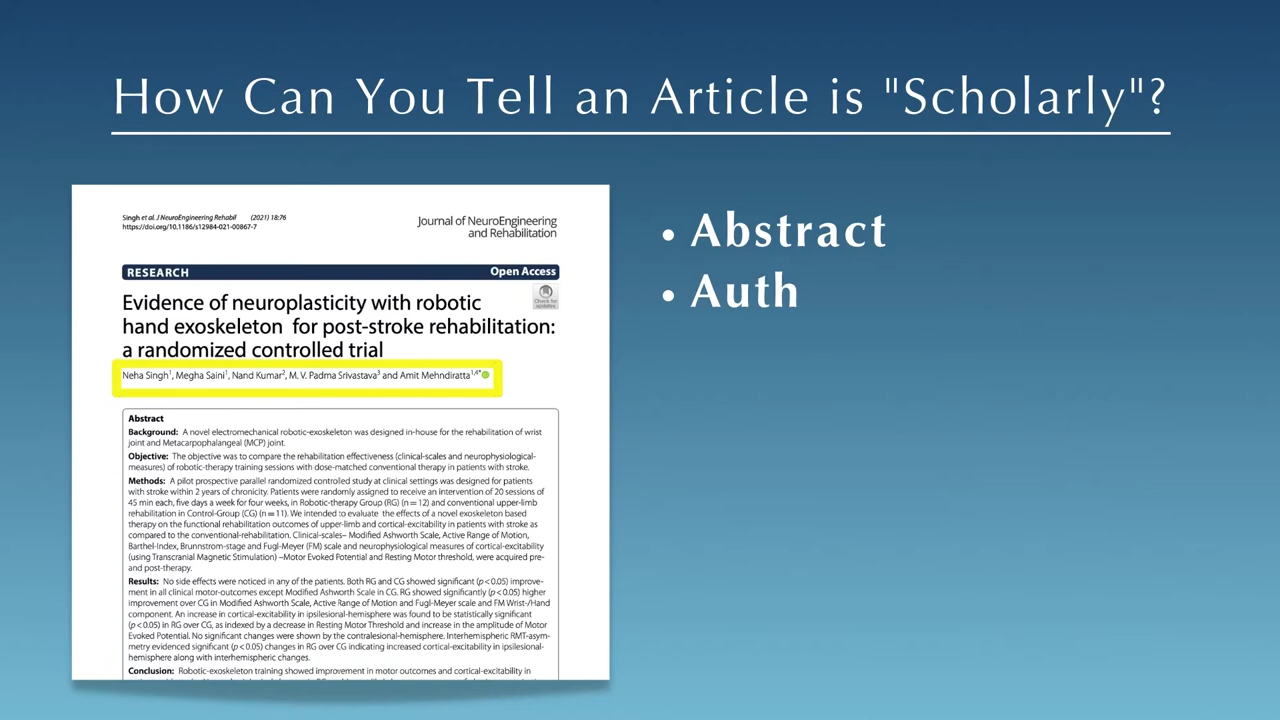 How Can You Tell an Article is "Scholarly"?
Singh et al. J NeuroEngineering Rehabil (2021) 18:76
https://doi.org/10.1186/s12984-021-00867-7
Journal of NeuroEngineering
and Rehabilitation
RESEARCH Open Access
Check for
updates
Evidence of neuroplasticity with robotic
hand exoskeleton for post-stroke rehabilitation:
a randomized controlled trial
Neha Singh1, Megha Saini1, Nand Kumar2, M. V. Padma Srivastava3 and Amit Mehndiratta1,4*
Abstract
Background: A novel electromechanical robotic-exoskeleton was designed in-house for the rehabilitation of wrist
joint and Metacarpophalangeal (MCP) joint.
Objective: The objective was to compare the rehabilitation effectiveness (clinical-scales and neurophysiological-
measures) of robotic-therapy training sessions with dose-matched conventional therapy in patients with stroke.
Methods: A pilot prospective parallel randomized controlled study at clinical settings was designed for patients
with stroke within 2 years of chronicity. Patients were randomly assigned to receive an intervention of 20 sessions of
45 min each, five days a week for four weeks, in Robotic-therapy Group (RG) (n = 12) and conventional upper-limb
rehabilitation in Control-Group (CG) (n = 11). We intended to evaluate the effects of a novel exoskeleton based
therapy on the functional rehabilitation outcomes of upper-limb and cortical-excitability in patients with stroke as
compared to the conventional-rehabilitation. Clinical-scales– Modified Ashworth Scale, Active Range of Motion,
Barthel-Index, Brunnstrom-stage and Fugl-Meyer (FM) scale and neurophysiological measures of cortical-excitability
(using Transcranial Magnetic Stimulation) –Motor Evoked Potential and Resting Motor threshold, were acquired pre-
and post-therapy.
Results: No side effects were noticed in any of the patients. Both RG and CG showed significant (p < 0.05) improve-
ment in all clinical motor-outcomes except Modified Ashworth Scale in CG. RG showed significantly (p < 0.05) higher
improvement over CG in Modified Ashworth Scale, Active Range of Motion and Fugl-Meyer scale and FM Wrist-/Hand
component. An increase in cortical-excitability in ipsilesional-hemisphere was found to be statistically significant
(p < 0.05) in RG over CG, as indexed by a decrease in Resting Motor Threshold and increase in the amplitude of Motor
Evoked Potential. No significant changes were shown by the contralesional-hemisphere. Interhemispheric RMT-asym-
metry evidenced significant (p < 0.05) changes in RG over CG indicating increased cortical-excitability in ipsilesional-
hemisphere along with interhemispheric changes.
Conclusion: Robotic-exoskeleton training showed improvement in motor outcomes and cortical-excitability in
• Abstract
• Auth